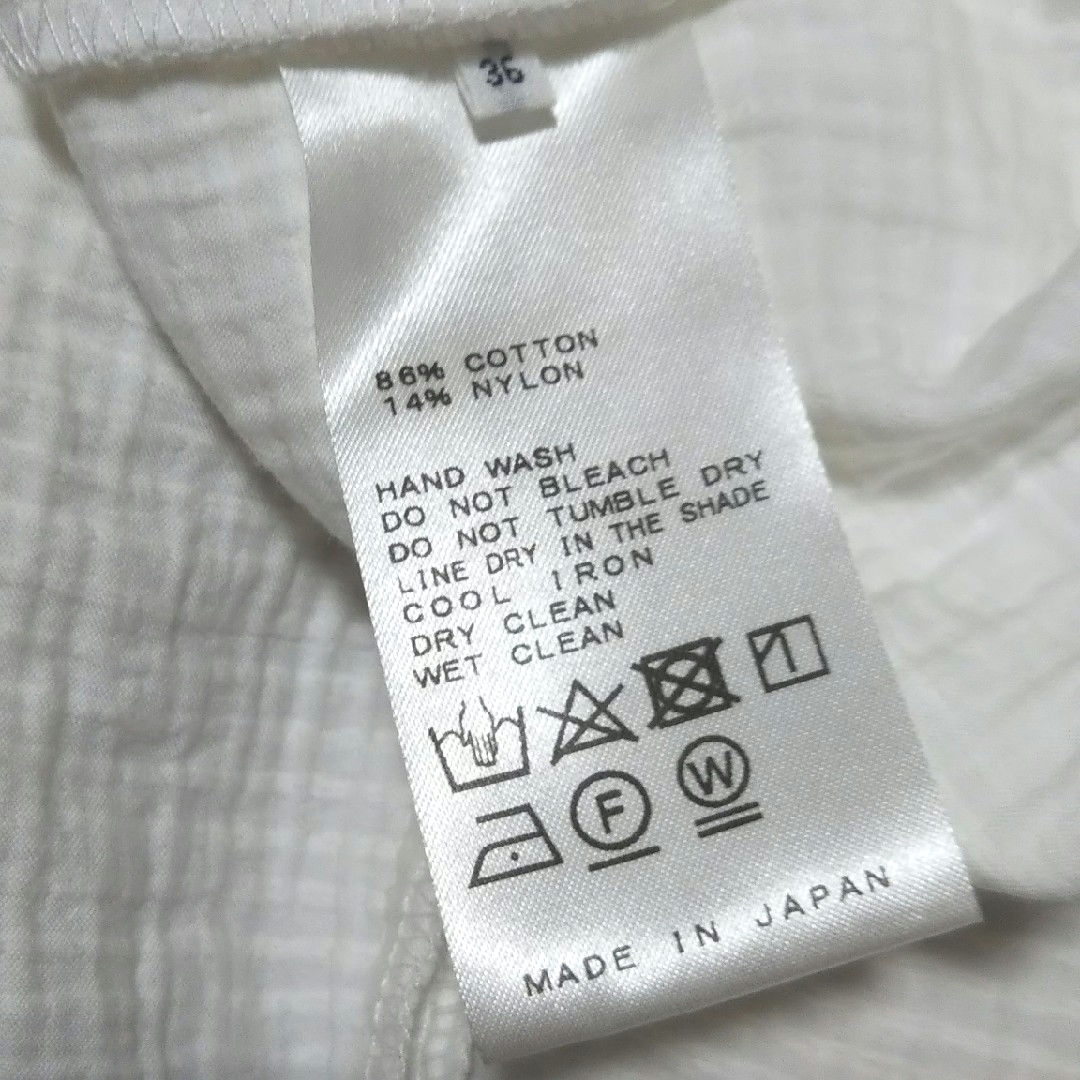 36
86% COTTON
14% NYLON
HAND WASH
DO NOT BLEACH
DO NOT TUMBLE DRY
LINE DRY IN THE SHADE
COOL IRON
DRY CLEAN
WET CLEAN
F
W
MADE IN JAPAN